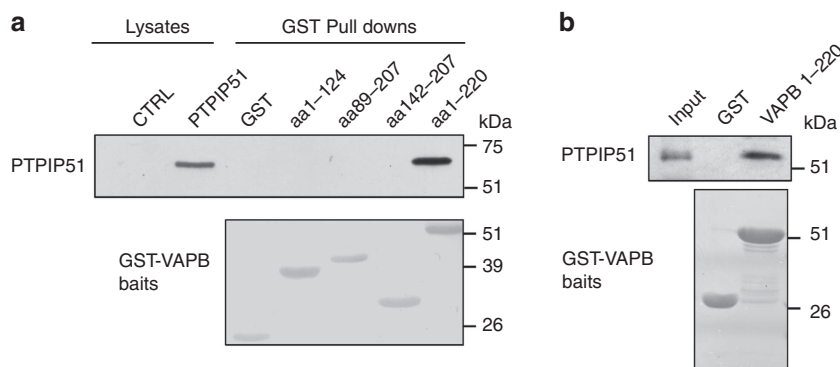 a
Lysates
GST Pull downs
CTRL
PTPIP51
GST
aa1–124
aa89–207
aa142–207
aa1–220
kDa
PTPIP51
75
51
GST-VAPB
baits
51
39
26
b
Input
GST
VAPB 1–220
kDa
PTPIP51
51
GST-VAPB
baits
51
26